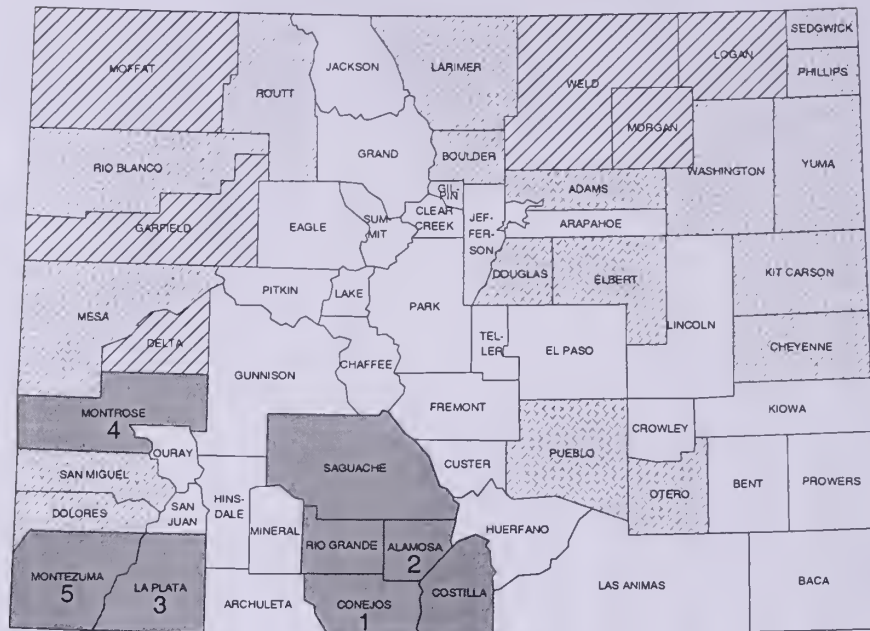 SEDGWICK
JACKSON
LOGAN
MOFFAT
LARIMER
ROUTT
PHILLIPS
WELD
MORGAN
GRAND
BOULDER
RIO BLANCO
WASHINGTON
YUMA
GIL-
PIN
ADAMS
CLEAR
CREEK
GARFIELD
EAGLE
SUM-
MIT
JEF-
FER-
SON
ARAPAHOE
DOUGLAS
ELBERT
KIT CARSON
PITKIN
LAKE
PARK
MESA
LINCOLN
DELTA
TEL-
LER
EL PASO
CHEYENNE
CHAFFEE
GUNNISON
FREMONT
KIOWA
MONTROSE
4
CROWLEY
OURAY
PUEBLO
SAGUACHE
CUSTER
SAN MIGUEL
BENT
PROWERS
OTERO
HINS-
DALE
SAN
JUAN
DOLORES
MINERAL
HUERFANO
RIO GRANDE
ALAMOSA
2
MONTEZUMA
5
LA PLATA
3
LAS ANIMAS
BACA
COSTILLA
ARCHULETA
CONEJOS
1